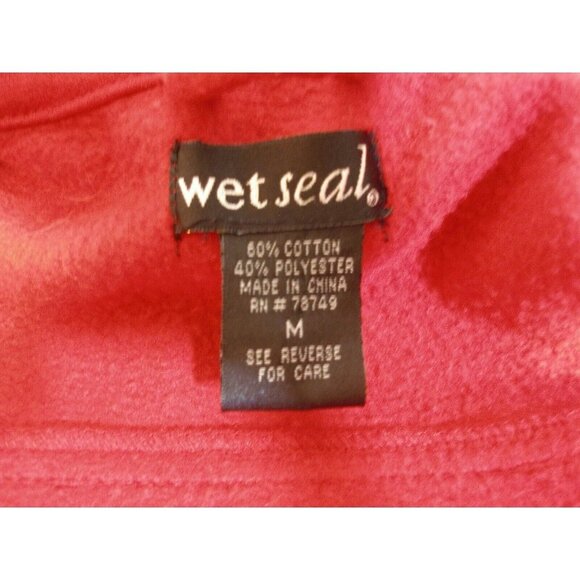 wet seal®
60% COTTON
40% POLYESTER
MADE IN CHINA
RN # 78749
M
SEE REVERSE
FOR CARE